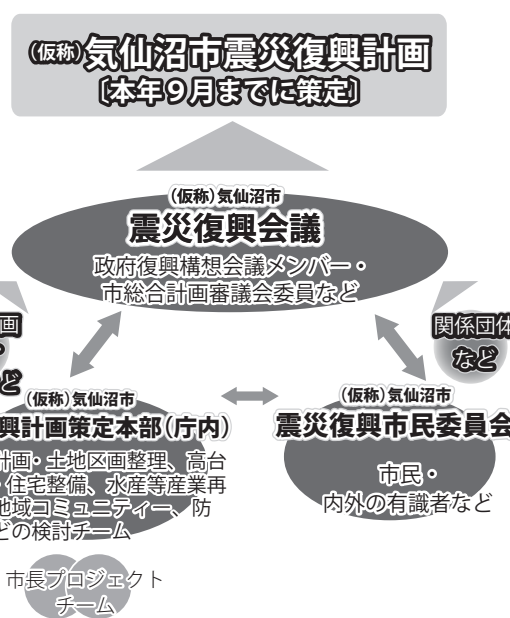 (仮称)気仙沼市震災復興計画
〔本年９月までに策定〕
(仮称)気仙沼市
震災復興会議
政府復興構想会議メンバー・
市総合計画審議会委員など
画
ど
関係団体
など
(仮称)気仙沼市
興計画策定本部(庁内)
計画・土地区画整理、高台
・住宅整備、水産等産業再
地域コミュニティー、防
どの検討チーム
(仮称)気仙沼市
震災復興市民委員会
市民・
内外の有識者など
市長プロジェクト
チーム